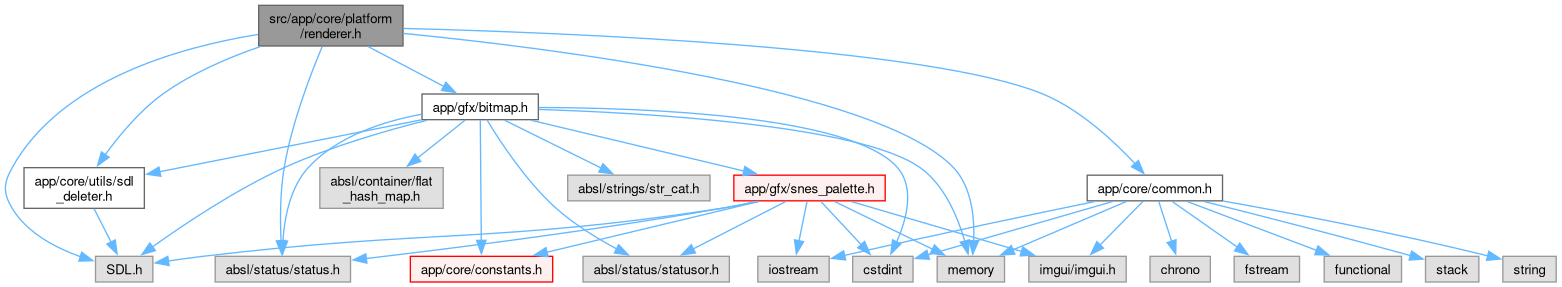 src/app/core/platform
/renderer.h
app/gfx/bitmap.h
app/core/utils/sdl
_deleter.h
absl/container/flat
_hash_map.h
absl/strings/str_cat.h
app/gfx/snes_palette.h
app/core/common.h
SDL.h
absl/status/status.h
app/core/constants.h
absl/status/statusor.h
iostream
cstdint
memory
imgui/imgui.h
chrono
fstream
functional
stack
string